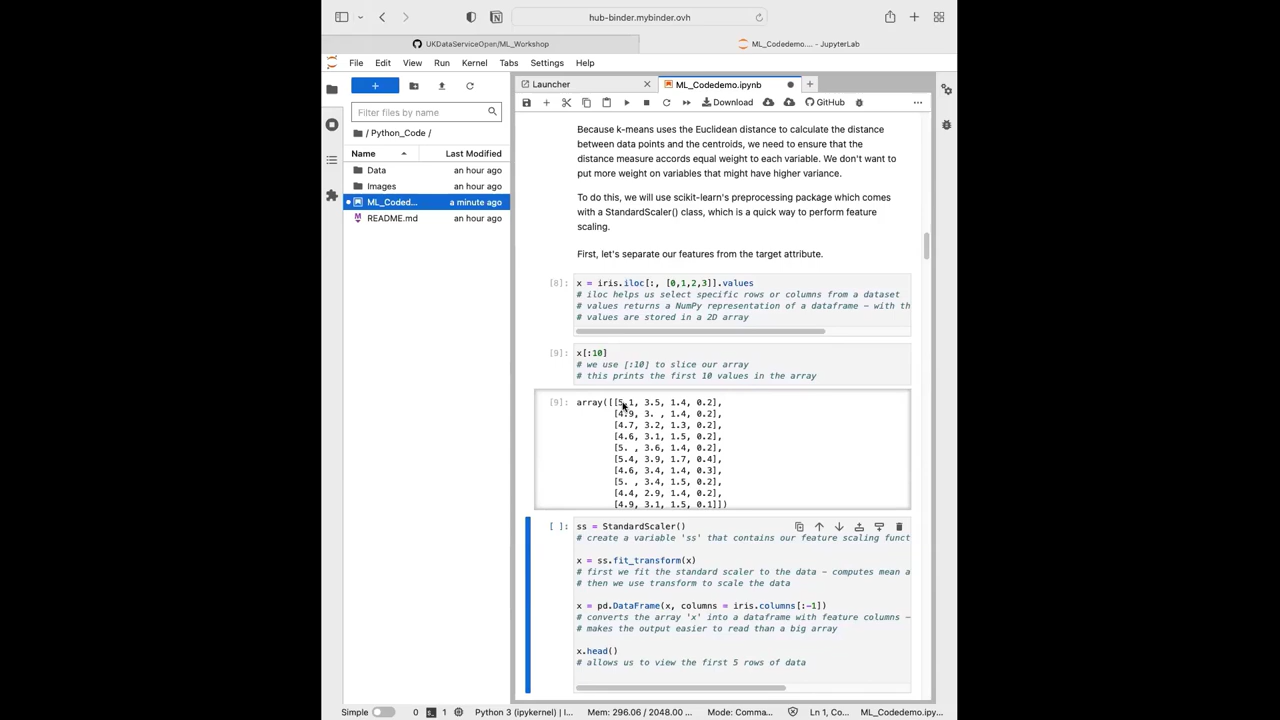 hub-binder.mybinder.ovh
UKDataServiceOpen/ML_Workshop
ML_Codedemo.... - JupyterLab
File Edit View Run Kernel Tabs Settings Help
Launcher
ML_Codedemo.ipynb
Download
GitHub
Filter files by name
/ Python_Code /
Name Last Modified
Data an hour ago
Images an hour ago
ML_Coded... a minute ago
README.md an hour ago
Because k-means uses the Euclidean distance to calculate the distance
between data points and the centroids, we need to ensure that the
distance measure accords equal weight to each variable. We don't want to
put more weight on variables that might have higher variance.
To do this, we will use scikit-learn's preprocessing package which comes
with a StandardScaler() class, which is a quick way to perform feature
scaling.
First, let's separate our features from the target attribute.
[8]: x = iris.iloc[:, [0,1,2,3]].values
# iloc helps us select specific rows or columns from a dataset
# values returns a NumPy representation of a dataframe – with th
# values are stored in a 2D array
[9]: x[:10]
# we use [:10] to slice our array
# this prints the first 10 values in the array
[9]: array([[5.1, 3.5, 1.4, 0.2],
[4.9, 3. , 1.4, 0.2],
[4.7, 3.2, 1.3, 0.2],
[4.6, 3.1, 1.5, 0.2],
[5. , 3.6, 1.4, 0.2],
[5.4, 3.9, 1.7, 0.4],
[4.6, 3.4, 1.4, 0.3],
[5. , 3.4, 1.5, 0.2],
[4.4, 2.9, 1.4, 0.2],
[4.9, 3.1, 1.5, 0.1]])
[ ]: ss = StandardScaler()
# create a variable 'ss' that contains our feature scaling funct
x = ss.fit_transform(x)
# first we fit the standard scaler to the data – computes mean a
# then we use transform to scale the data
x = pd.DataFrame(x, columns = iris.columns[:-1])
# converts the array 'x' into a dataframe with feature columns –
# makes the output easier to read than a big array
x.head()
# allows us to view the first 5 rows of data
Simple 0 1 Python 3 (ipykernel) | I... Mem: 296.06 / 2048.00 ... Mode: Comma... Ln 1, Co... ML_Codedemo.ipy...